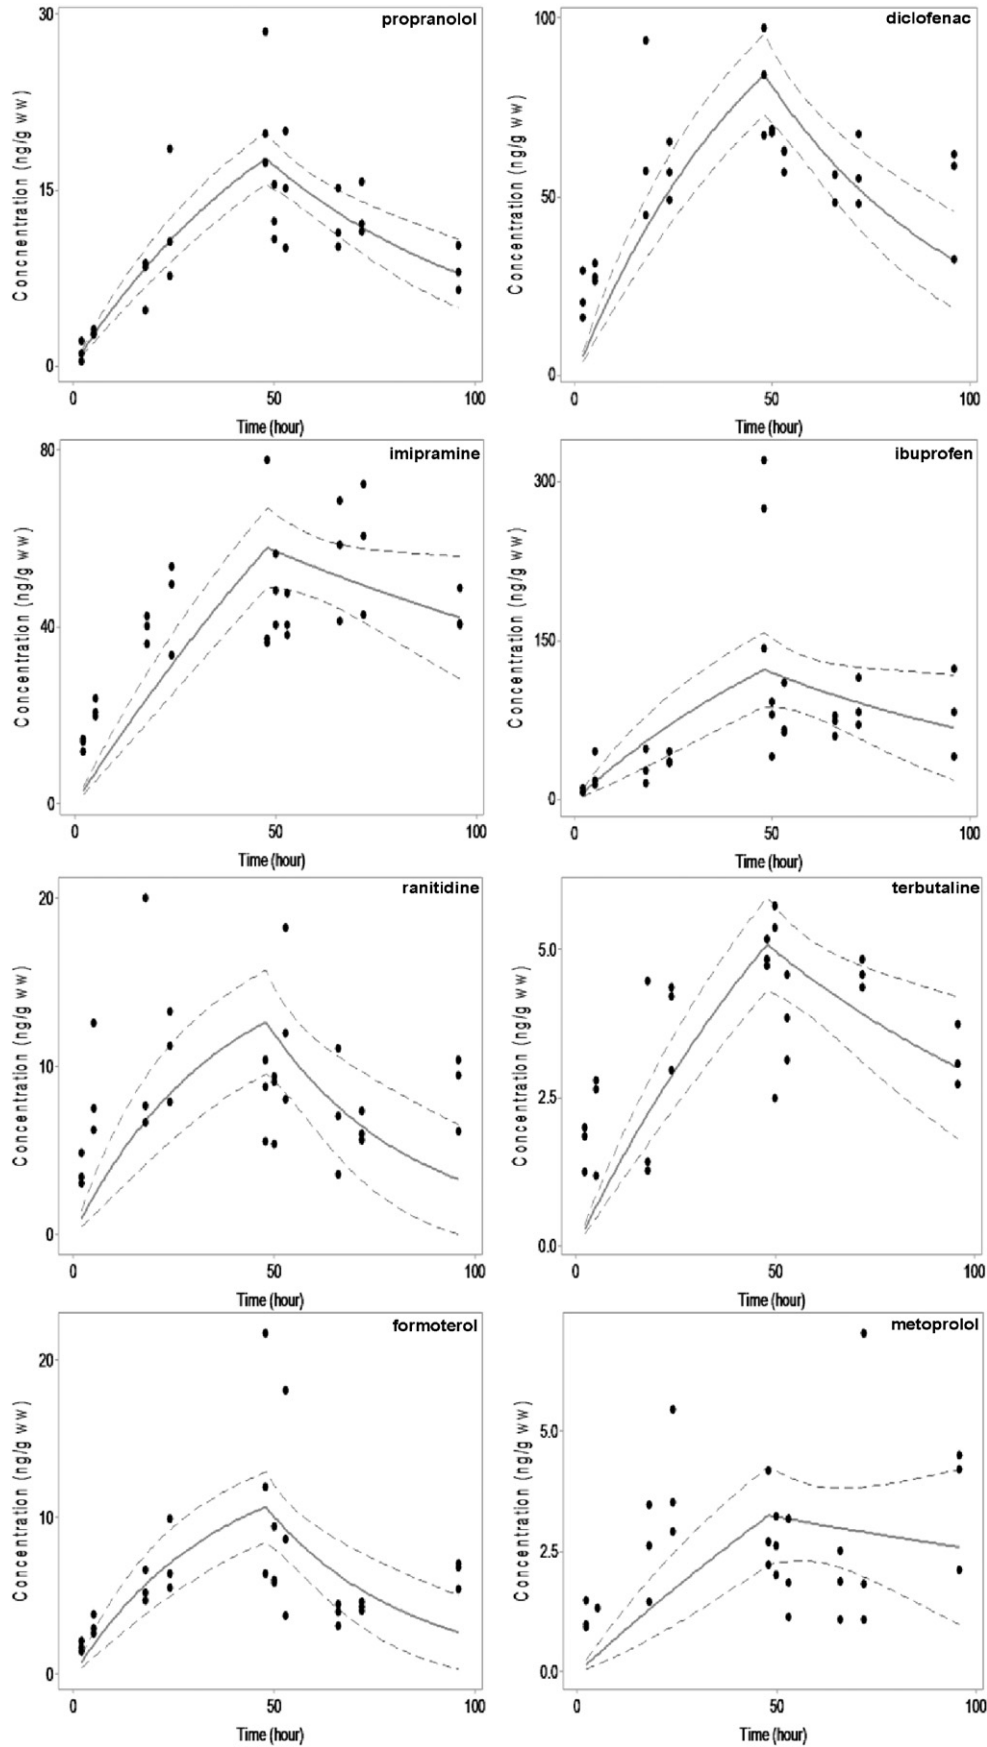 propranolol
30
15
0
Concnentration (ng/g ww)
0 50 100
Time (hour)
diclofenac
100
50
0
Concentration (ng/g ww)
0 50 100
Time (hour)
imipramine
80
40
0
Concentration (ng/g ww)
0 50 100
Time (hour)
ibuprofen
300
150
0
Concentration (ng/g ww)
0 50 100
Time (hour)
ranitidine
20
10
0
Concentration (ng/g ww)
0 50 100
Time (hour)
terbutaline
5.0
2.5
0.0
Concentration (ng/g ww)
0 50 100
Time (hour)
formoterol
20
10
0
Concentration (ng/g ww)
0 50 100
Time (hour)
metoprolol
5.0
2.5
0.0
Concentration (ng/g ww)
0 50 100
Time (hour)